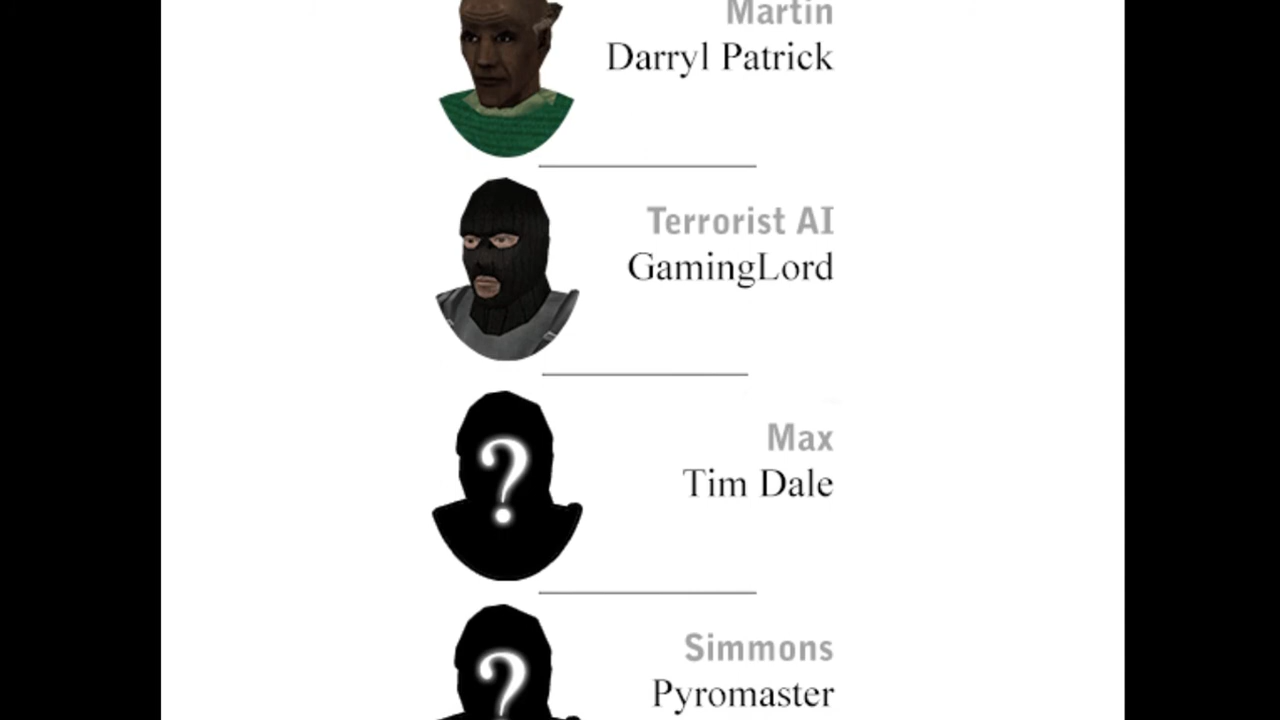 Martin
Darryl Patrick
Terrorist AI
GamingLord
?
Max
Tim Dale
?
Simmons
Pyromaster